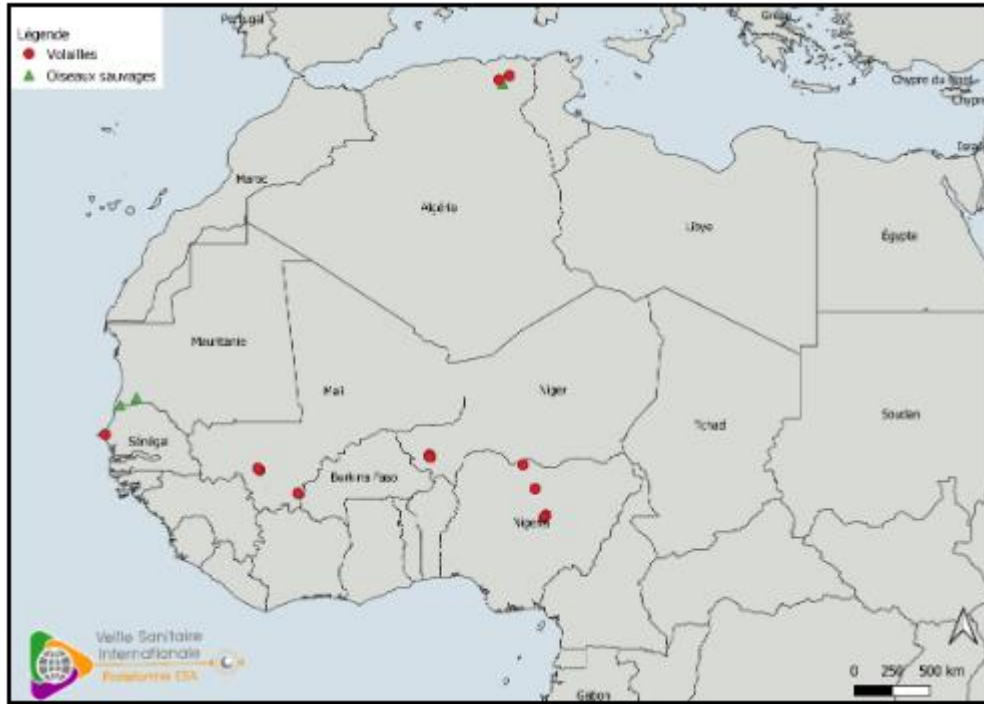 Portugal
Grèce
Légende
Volailles
Oiseaux sauvages
Chypre du Nord
Chypre
Israël
Maroc
Algérie
Libye
Égypte
Mauritanie
Mali
Niger
Tchad
Soudan
Sénégal
Burkina Faso
Nigeria
Veille Sanitaire
Internationale
Plateforme ESA
0 250 500 km
Gabon